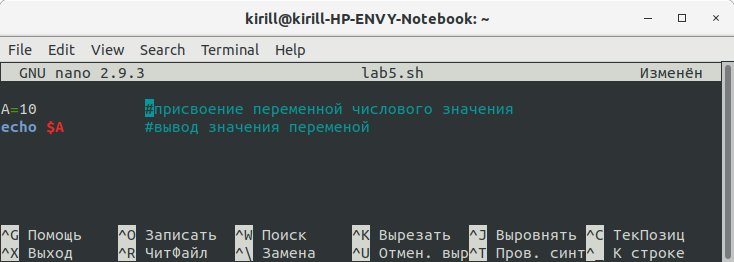 kirill@kirill-HP-ENVY-Notebook: ~
File Edit View Search Terminal Help
GNU nano 2.9.3 lab5.sh Изменён
A=10 #присвоение переменной числового значения
echo $A #вывод значения переменой
^G Помощь ^O Записать ^W Поиск ^K Вырезать ^J Выровнять ^C ТекПозиц
^X Выход ^R ЧитФайл ^\ Замена ^U Отмен. выр^T Пров. синт^_ К строке